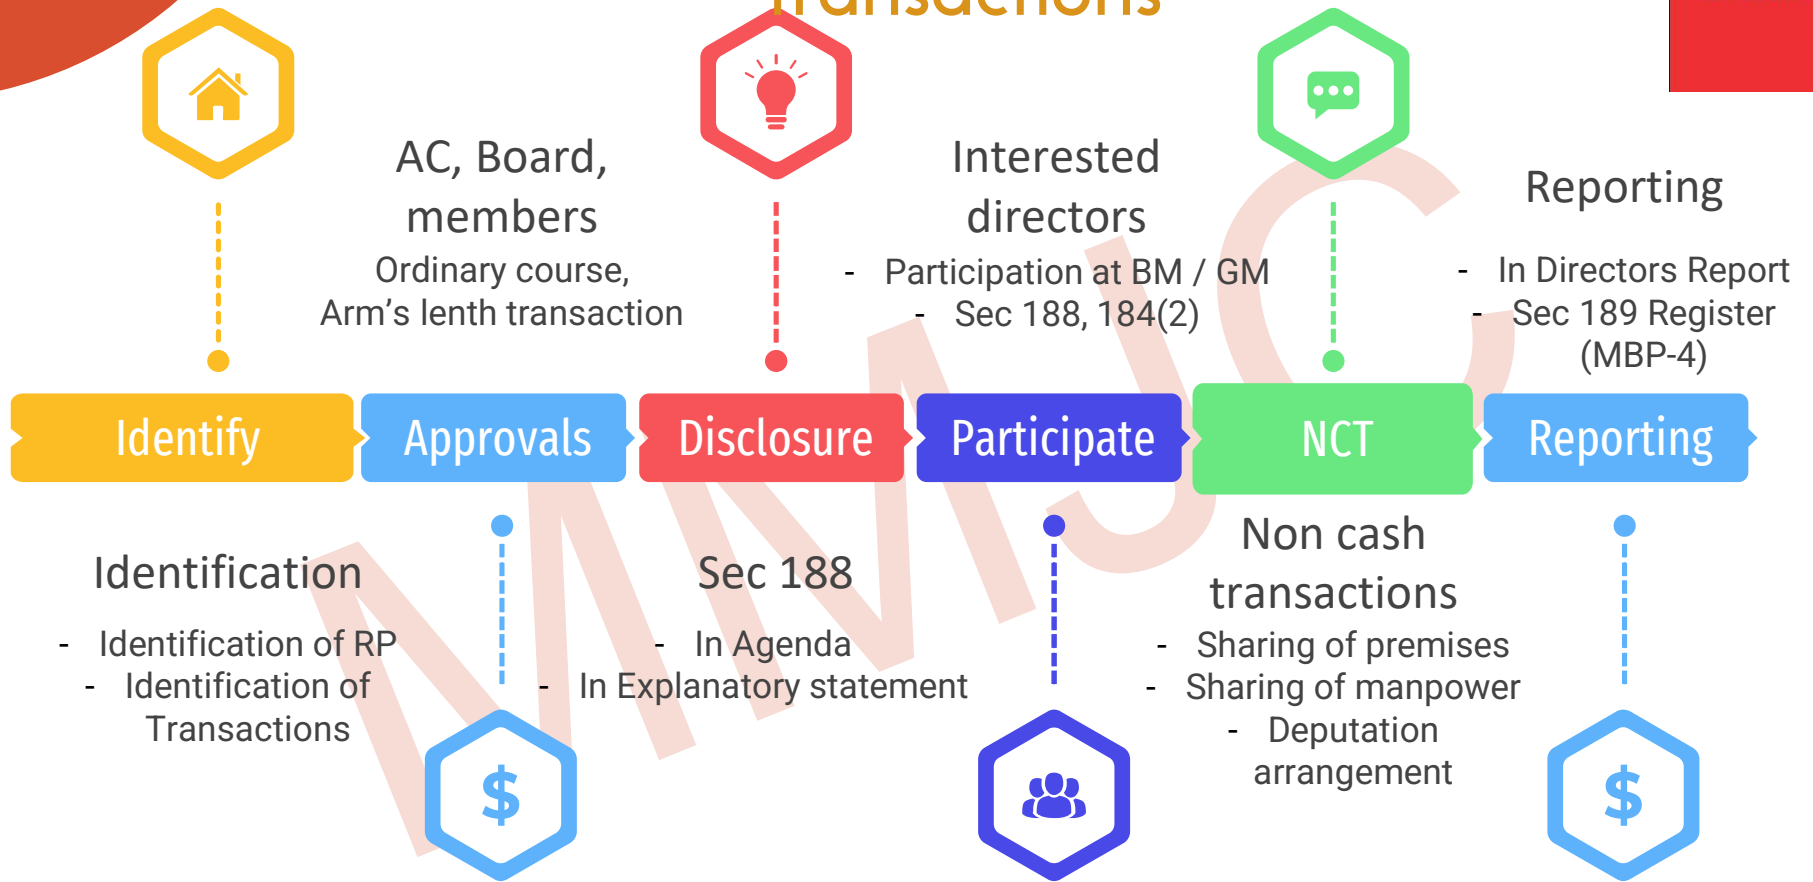 Transactions
AC, Board,
members
Ordinary course,
Arm's lenth transaction
Interested
directors
- Participation at BM / GM
- Sec 188, 184(2)
Reporting
- In Directors Report
- Sec 189 Register
(MBP-4)
Identify
Approvals
Disclosure
Participate
NCT
Reporting
Identification
- Identification of RP
- Identification of
Transactions
Sec 188
- In Agenda
- In Explanatory statement
Non cash
transactions
- Sharing of premises
- Sharing of manpower
- Deputation
arrangement
$
$
MMJC